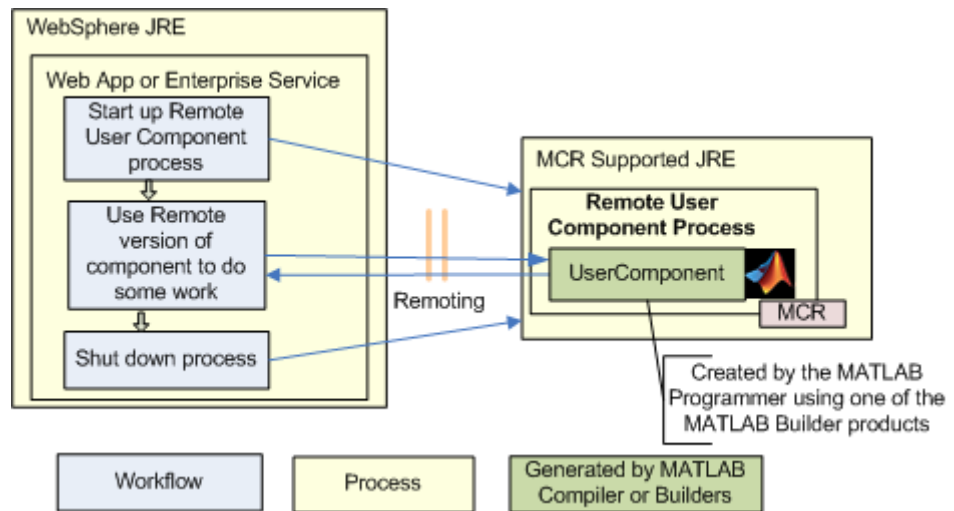 WebSphere JRE
Web App or Enterprise Service
Start up Remote
User Component
process
Use Remote
version of
component to do
some work
Shut down process
Remoting
MCR Supported JRE
Remote User
Component Process
UserComponent
MCR
Created by the MATLAB
Programmer using one of the
MATLAB Builder products
Workflow
Process
Generated by MATLAB
Compiler or Builders